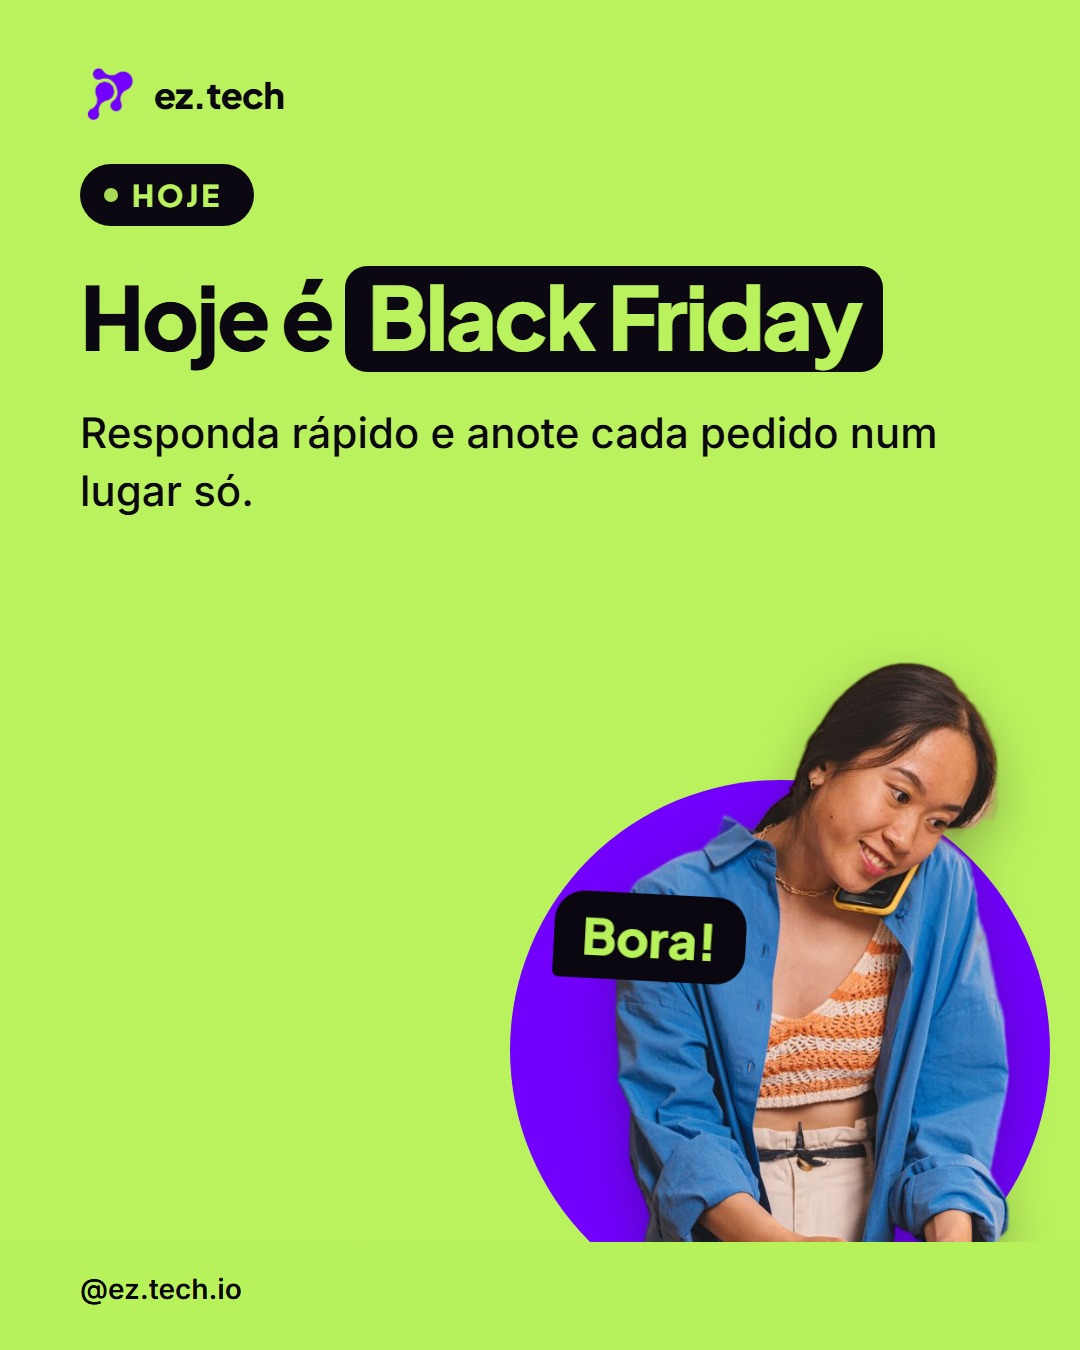 ez.tech
HOJE
Hoje é Black Friday
Responda rápido e anote cada pedido num
lugar só.
Bora!
@ez.tech.io